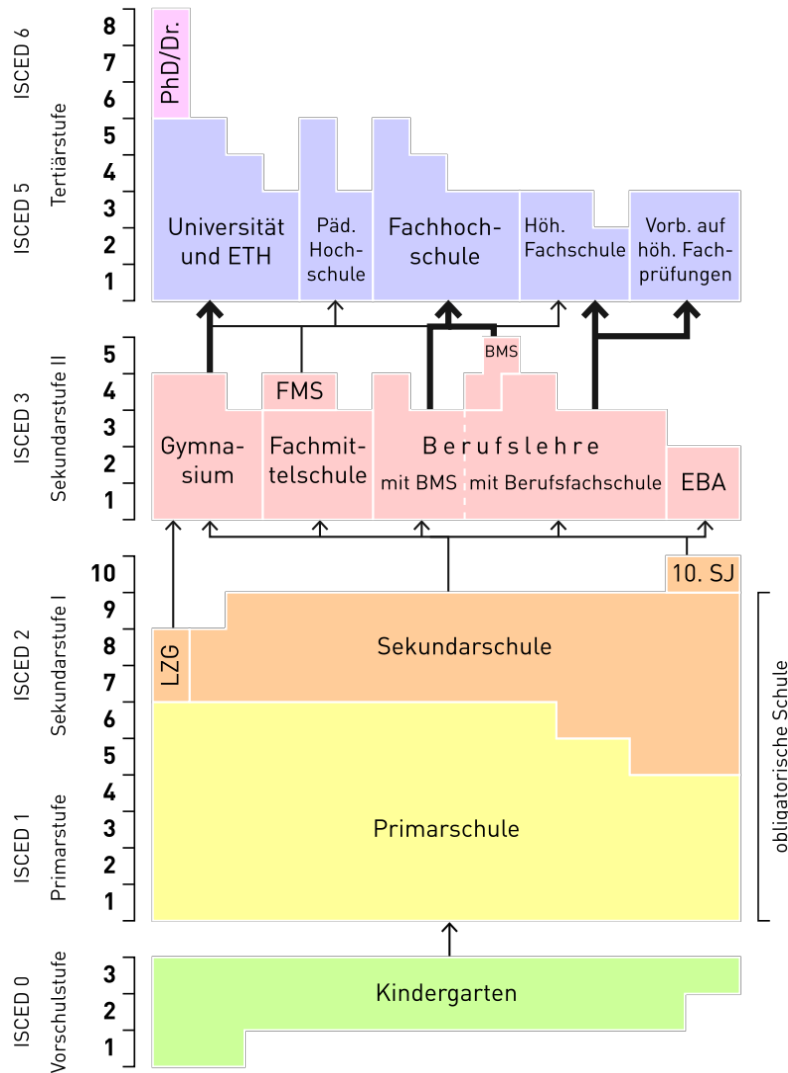 ISCED 6
ISCED 5
Tertiärstufe
8
7
6
5
4
3
2
1
PhD/Dr.
Universität
und ETH
Päd.
Hoch-
schule
Fachhoch-
schule
Höh.
Fachschule
Vorb. auf
höh. Fach-
prüfungen
ISCED 3
Sekundarstufe II
5
4
3
2
1
BMS
FMS
Gymna-
sium
Fachmit-
telschule
Berufslehre
mit BMS
mit Berufsfachschule
EBA
ISCED 2
Sekundarstufe I
10
9
8
7
6
5
4
3
2
1
10. SJ
LZG
Sekundarschule
obligatorische Schule
ISCED 1
Primarstufe
Primarschule
ISCED 0
Vorschulstufe
3
2
1
Kindergarten